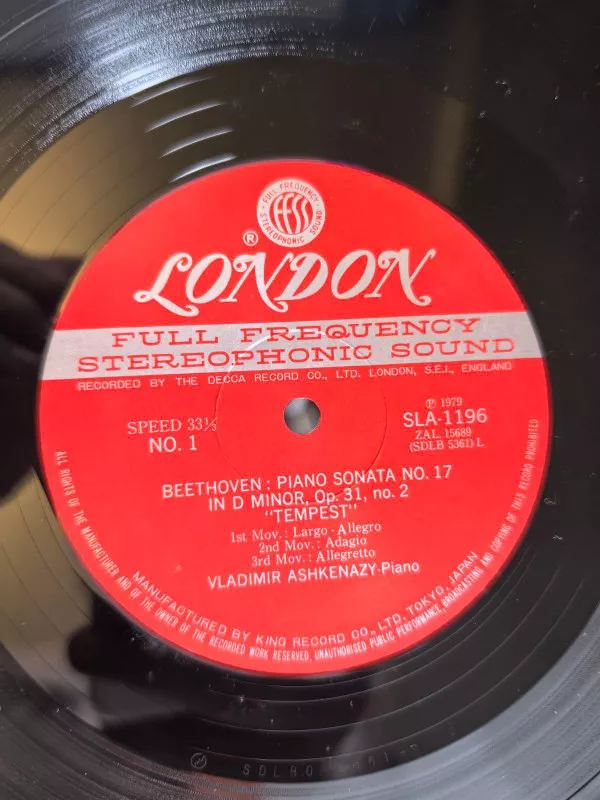 FULL FREQUENCY STEREOPHONIC SOUND
FFSS
®
LONDON
FULL FREQUENCY
STEREOPHONIC SOUND
RECORDED BY THE DECCA RECORD CO., LTD. LONDON, S.E.I., ENGLAND
SPEED 33⅓
NO. 1
℗ 1979
SLA-1196
ZAL. 15689
(SDLB 5361) L
BEETHOVEN : PIANO SONATA NO. 17
IN D MINOR, Op. 31, no. 2
"TEMPEST"
1st Mov.: Largo-Allegro
2nd Mov.: Adagio
3rd Mov.: Allegretto
VLADIMIR ASHKENAZY-Piano
MANUFACTURED BY KING RECORD CO., LTD. TOKYO, JAPAN
ALL RIGHTS OF THE MANUFACTURER AND OF THE OWNER OF THE RECORDED WORK RESERVED, UNAUTHORISED PUBLIC PERFORMANCE, BROADCASTING AND COPYING OF THIS RECORD PROHIBITED